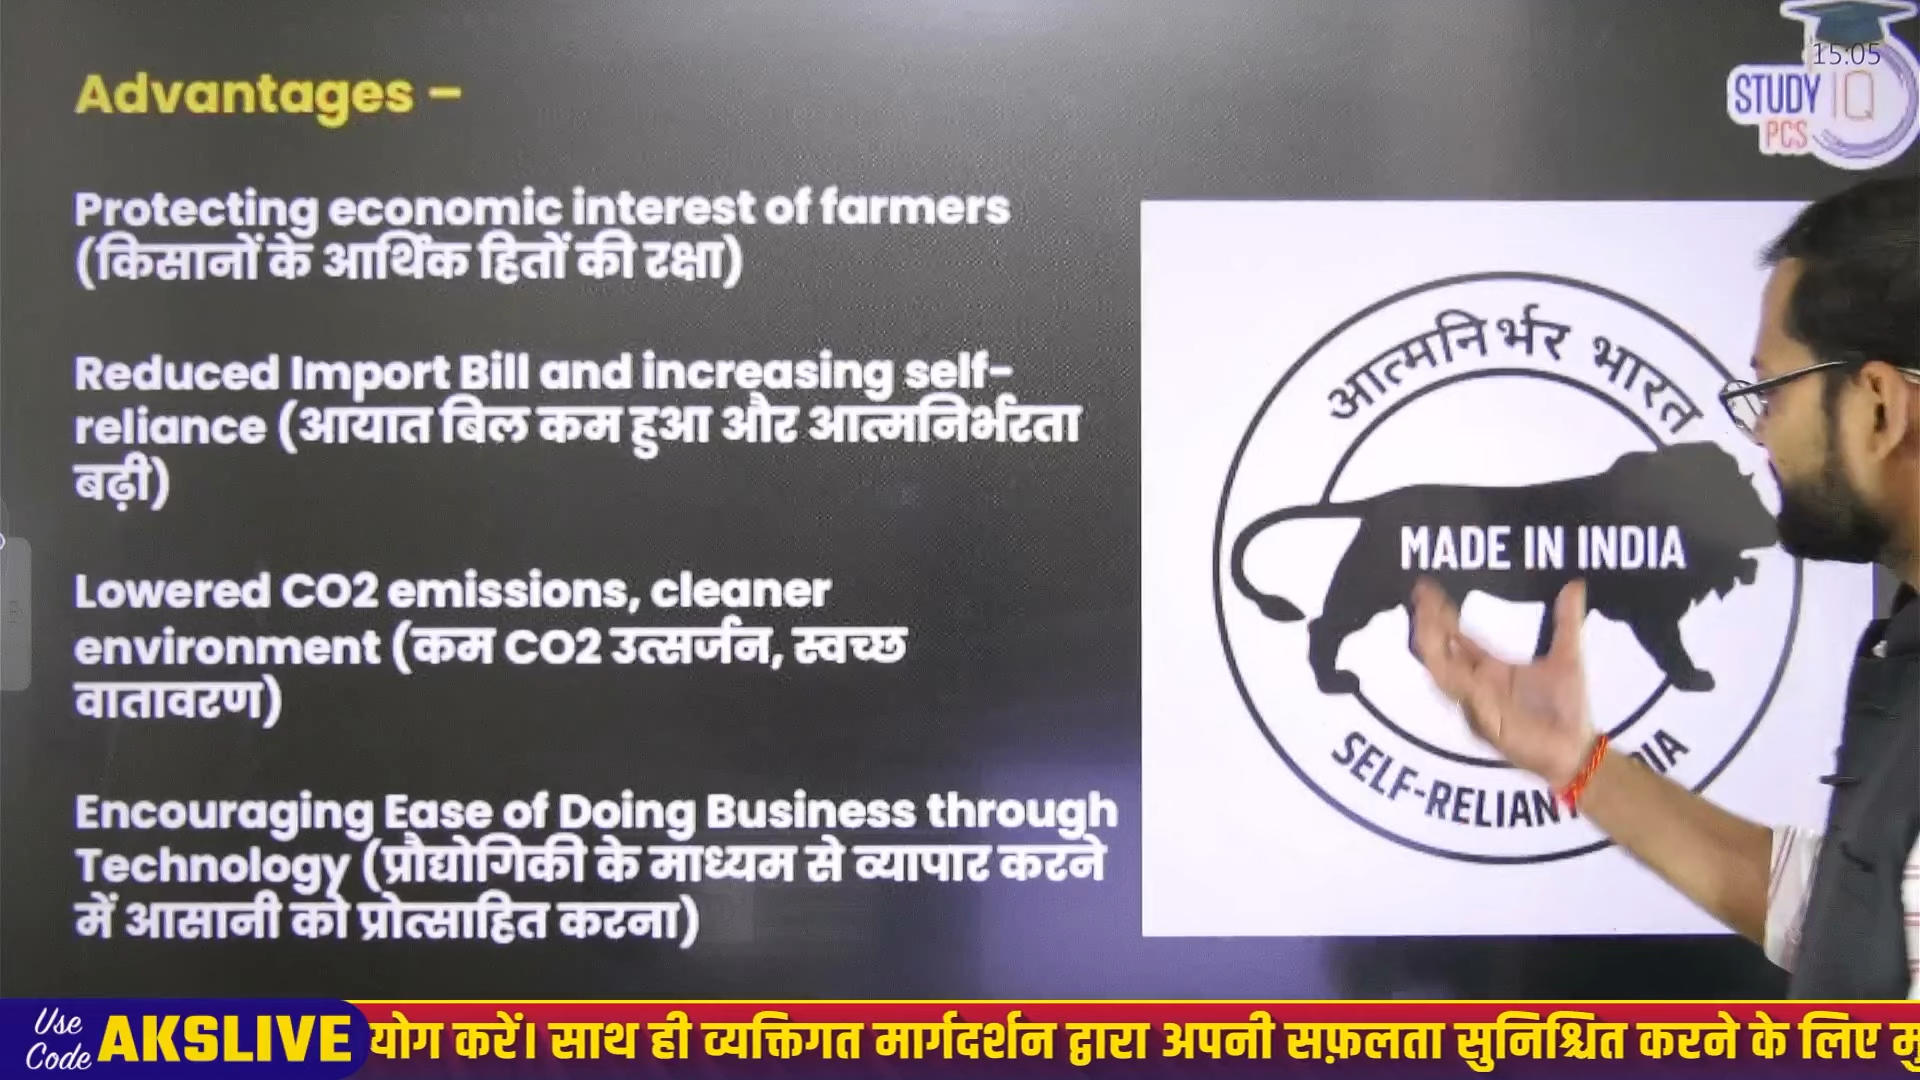 Advantages –
15:05
STUDY IQ
PCS
Protecting economic interest of farmers
(किसानों के आर्थिक हितों की रक्षा)
Reduced Import Bill and increasing self-
reliance (आयात बिल कम हुआ और आत्मनिर्भरता
बढ़ी)
Lowered CO2 emissions, cleaner
environment (कम CO2 उत्सर्जन, स्वच्छ
वातावरण)
Encouraging Ease of Doing Business through
Technology (प्रौद्योगिकी के माध्यम से व्यापार करने
में आसानी को प्रोत्साहित करना)
आत्मनिर्भर भारत
MADE IN INDIA
SELF-RELIAN
Use
Code AKSLIVE
योग करें। साथ ही व्यक्तिगत मार्गदर्शन द्वारा अपनी सफ़लता सुनिश्चित करने के लिए